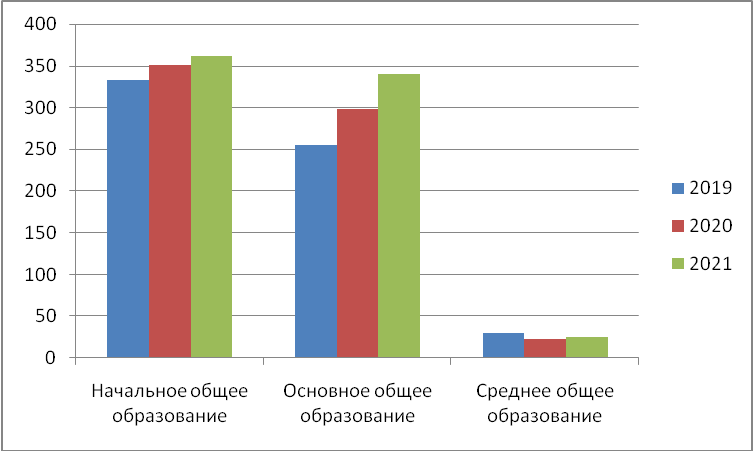 400
350
300
250
200
150
100
50
0
Начальное общее
образование
Основное общее
образование
Среднее общее
образование
2019
2020
2021